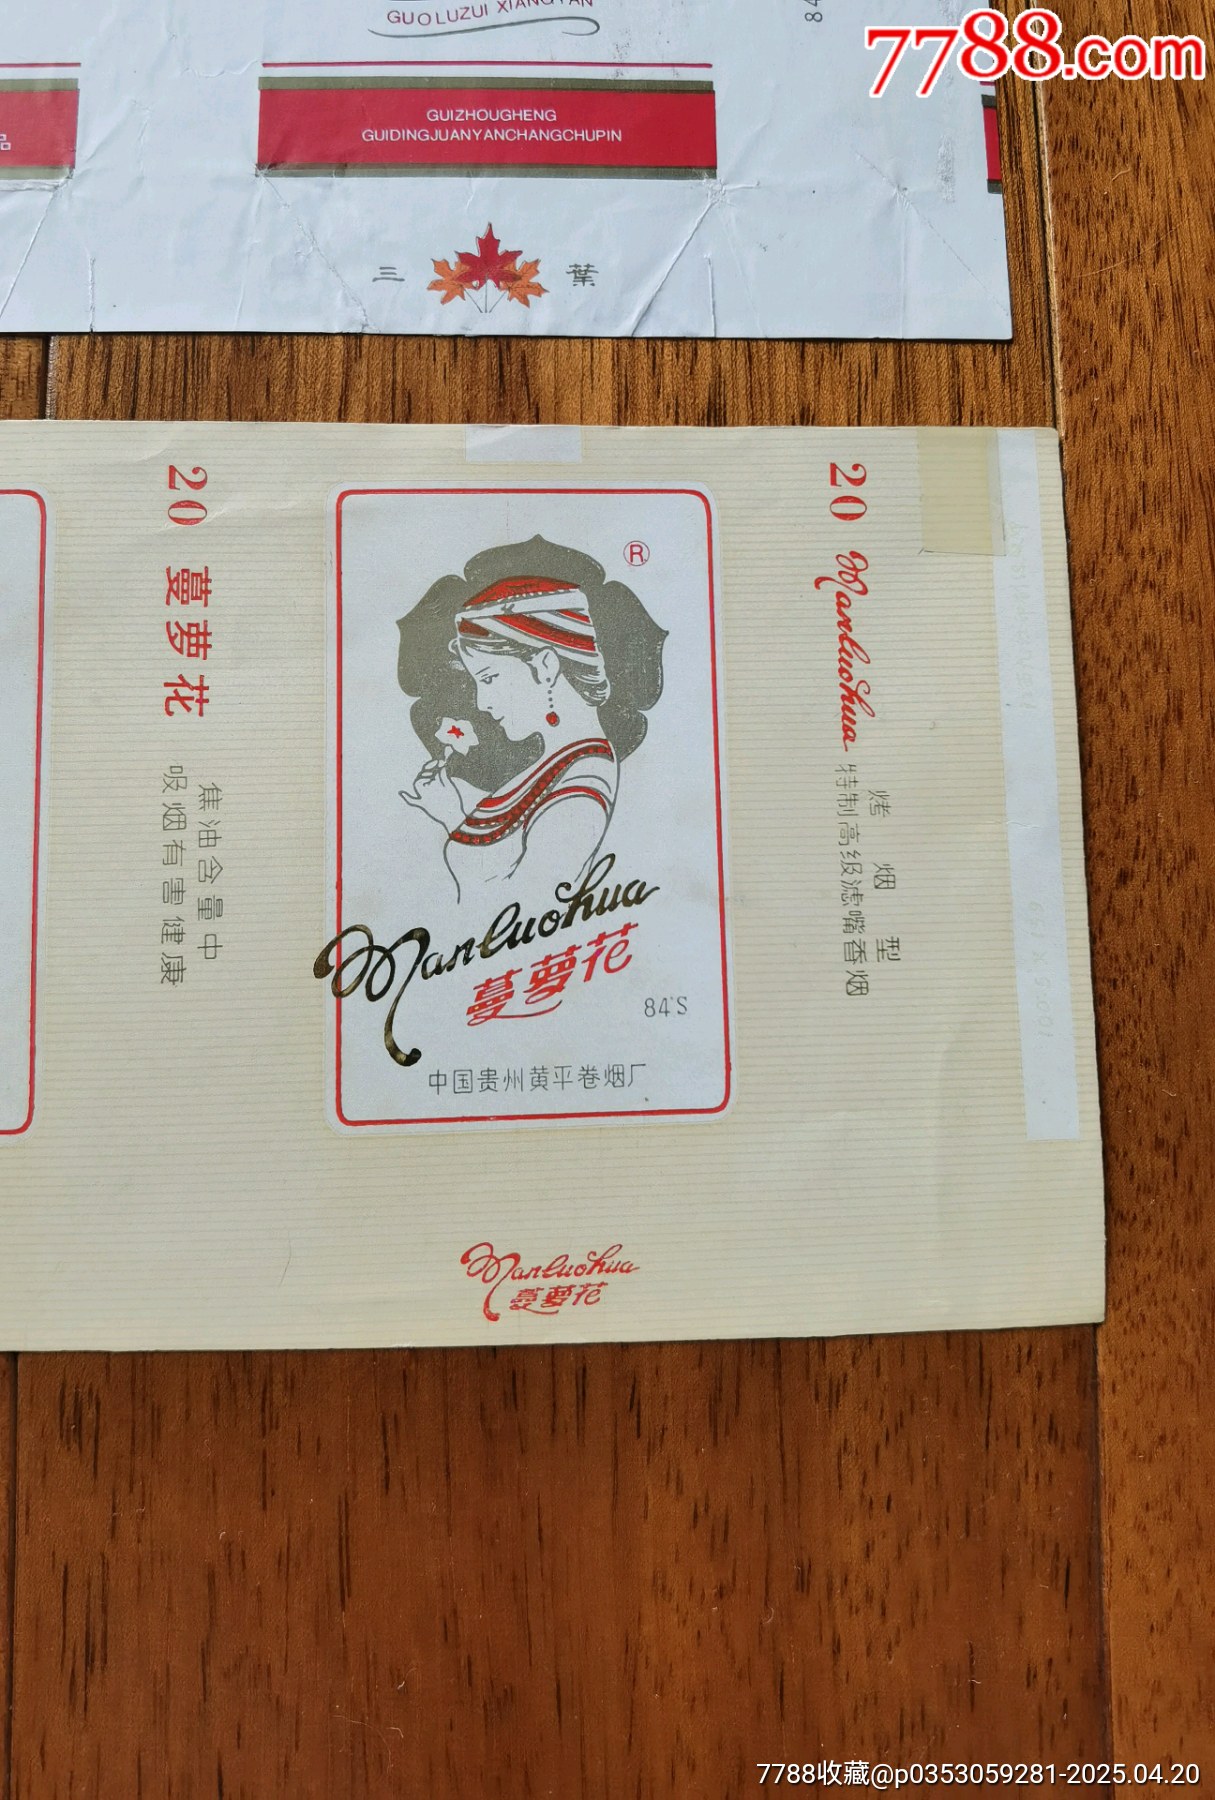 GUOLUZUI XIANGYAN
84
7788.com
品
GUIZHOUGHENG
GUIDINGJUANYANCHANGCHUPIN
三 葉
20 蔓萝花
焦油含量中
吸烟有害健康
®
Manluohua
蔓萝花
84'S
中国贵州黄平卷烟厂
20 Manluohua
烤烟型
特制高级滤嘴香烟
Manluohua
蔓萝花
7788收藏@p0353059281-2025.04.20